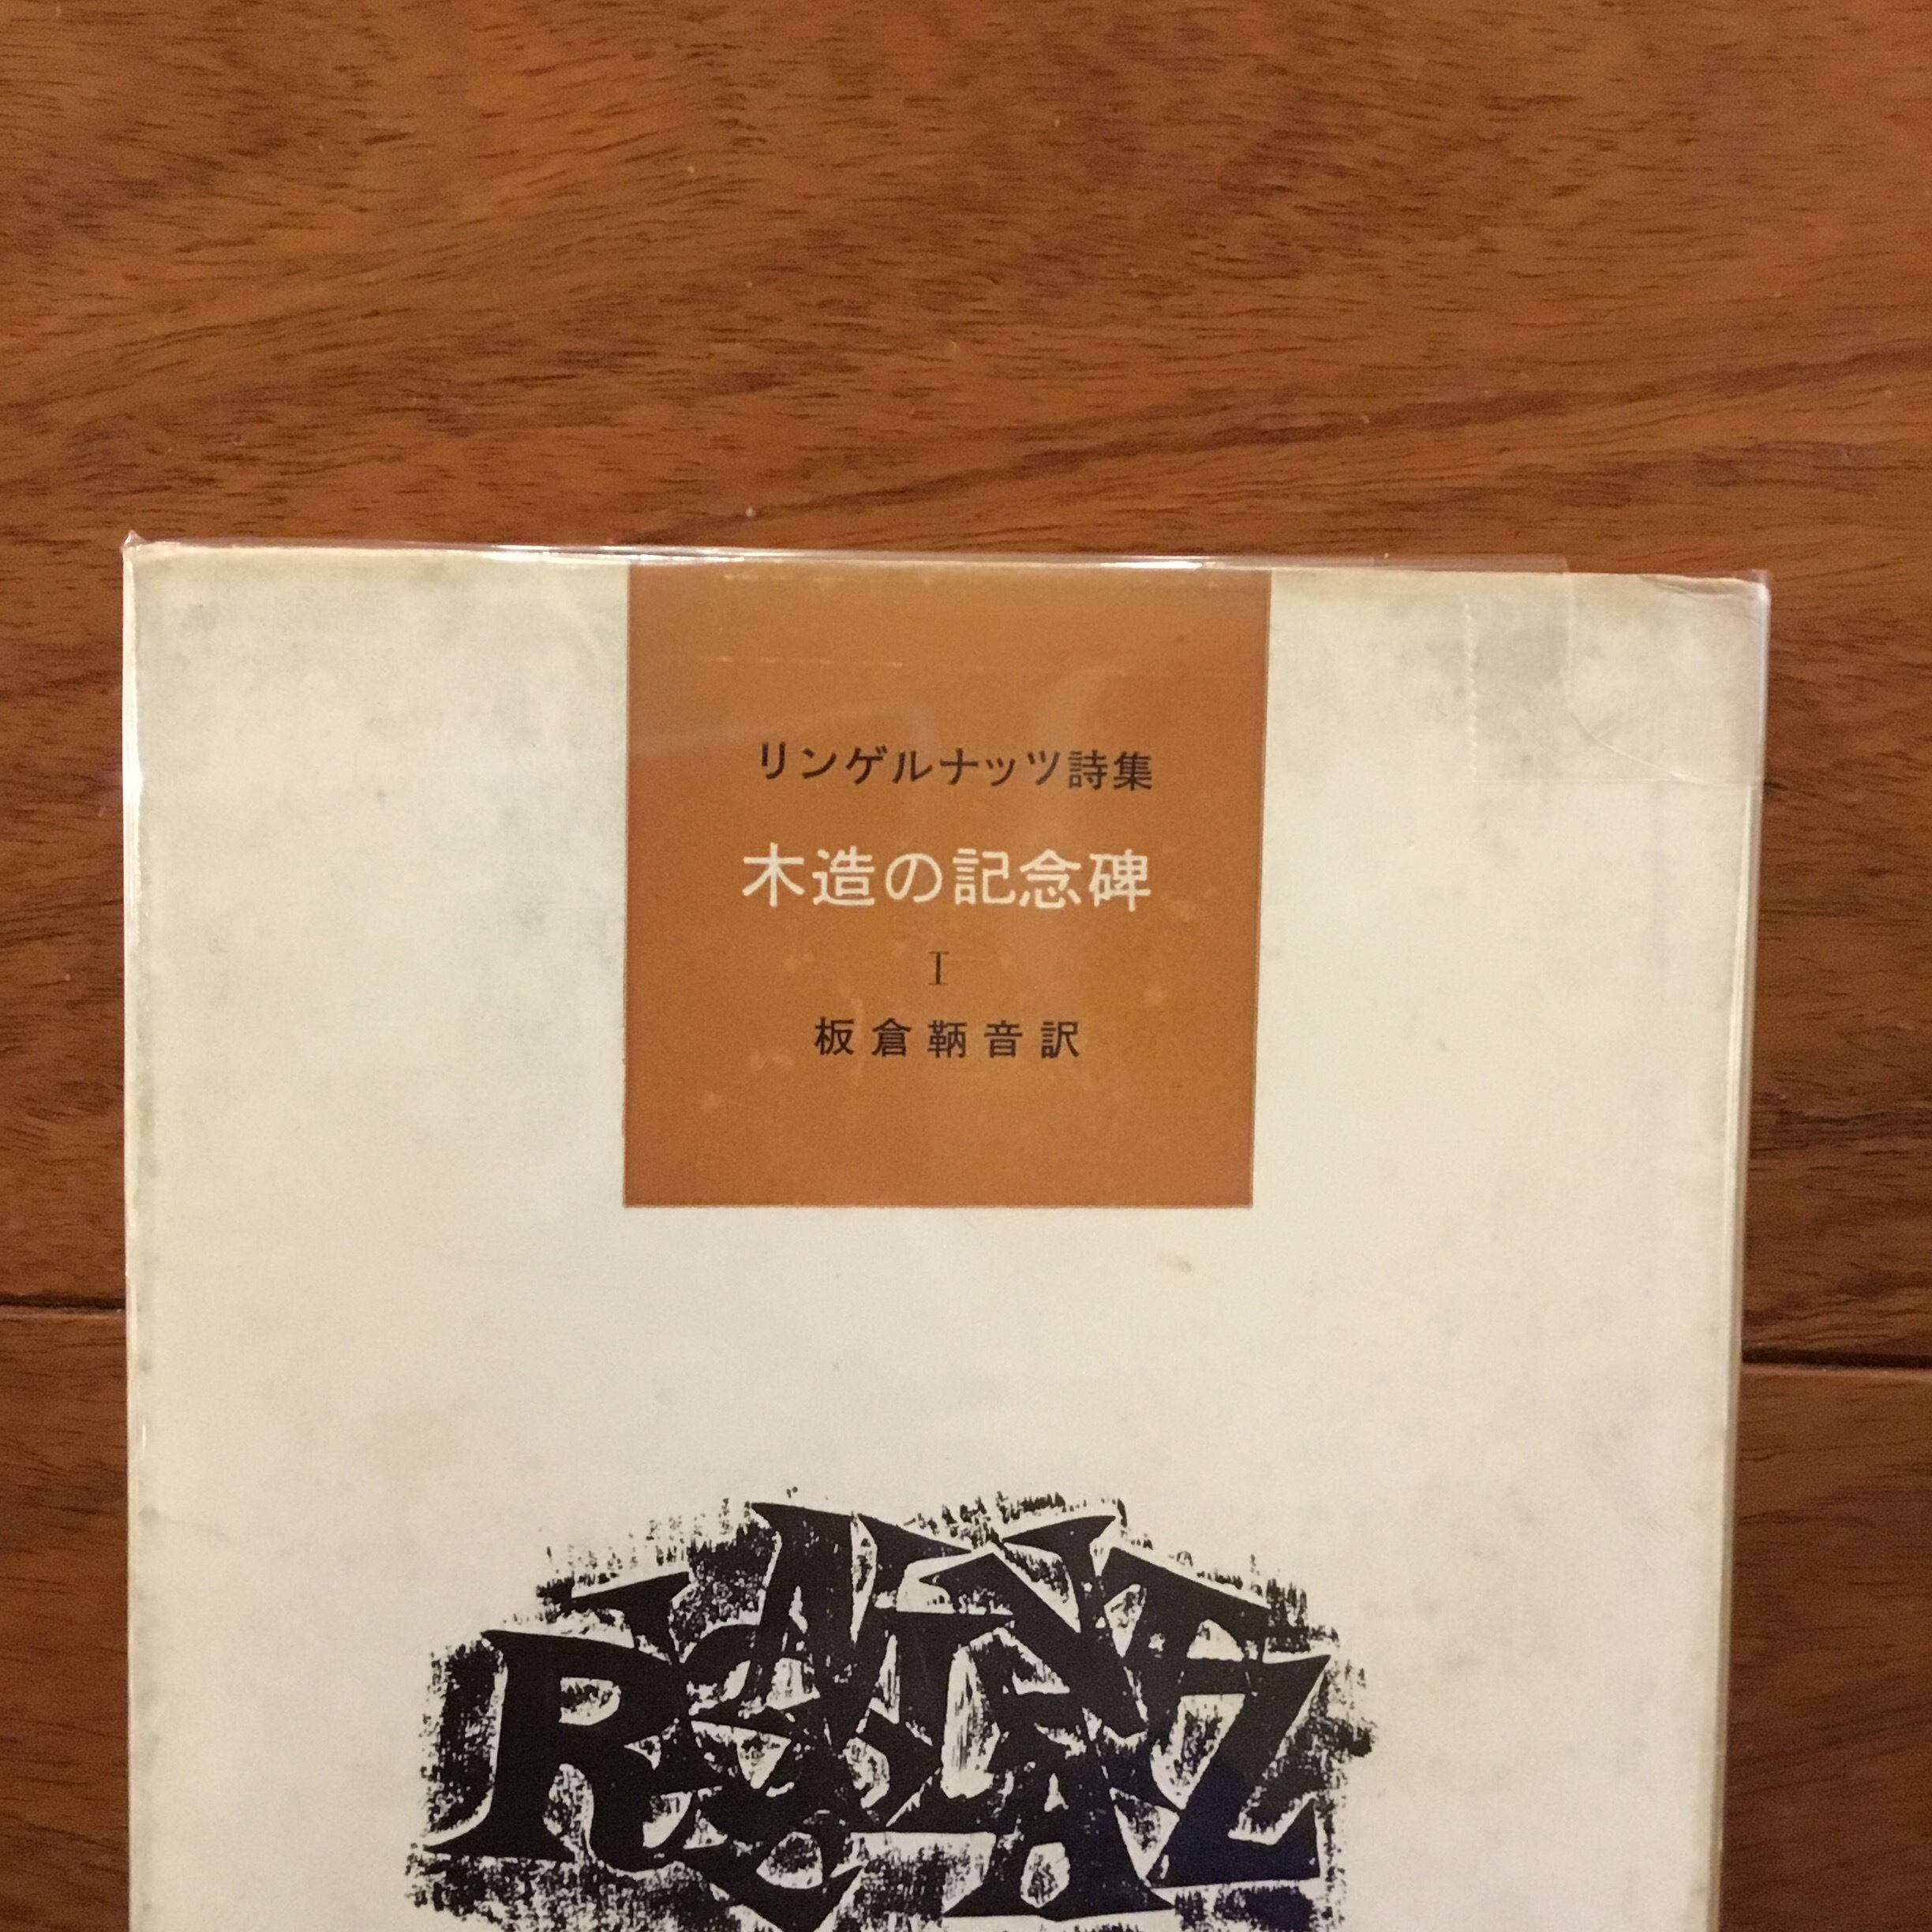 リンゲルナッツ詩集
木造の記念碑
I
板倉鞆音訳